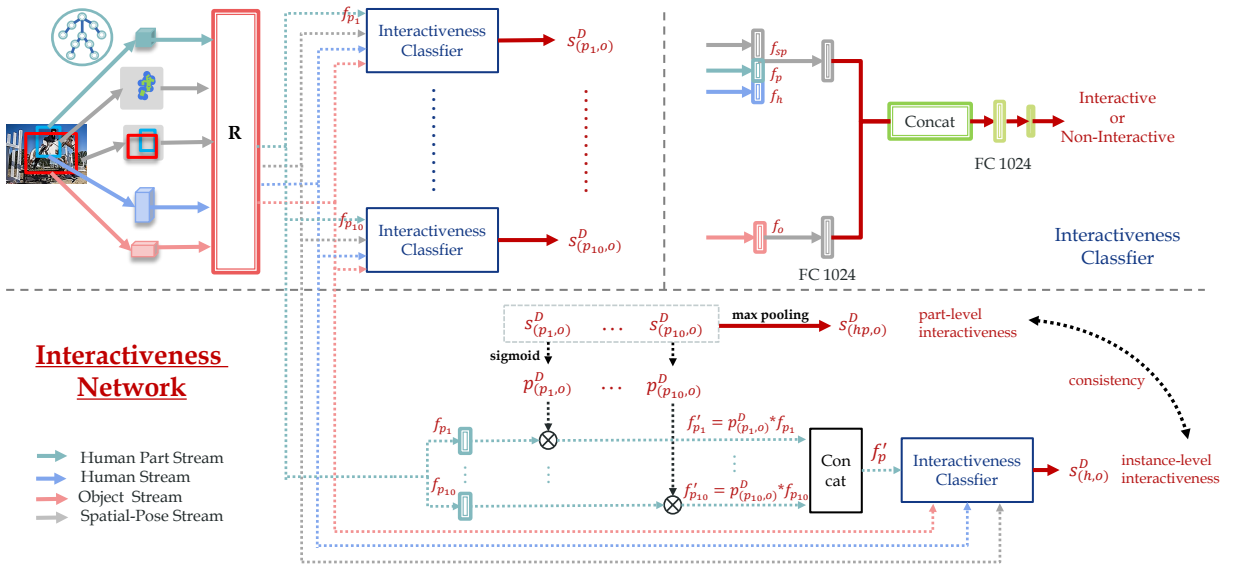 R
f_{p_1}
Interactiveness
Classfier
s^D_{(p_1,o)}
f_{p_{10}}
Interactiveness
Classfier
s^D_{(p_{10},o)}
f_{sp}
f_p
f_h
f_o
FC 1024
Concat
FC 1024
Interactive
or
Non-Interactive
Interactiveness
Classfier
Interactiveness
Network
Human Part Stream
Human Stream
Object Stream
Spatial-Pose Stream
s^D_{(p_1,o)} ... s^D_{(p_{10},o)}
max pooling
s^D_{(hp,o)}
part-level
interactiveness
sigmoid
p^D_{(p_1,o)} ... p^D_{(p_{10},o)}
consistency
f_{p_1}
f'_{p_1} = p^D_{(p_1,o)}*f_{p_1}
f_{p_{10}}
f'_{p_{10}} = p^D_{(p_{10},o)}*f_{p_{10}}
Con
cat
f'_p
Interactiveness
Classfier
s^D_{(h,o)}
instance-level
interactiveness